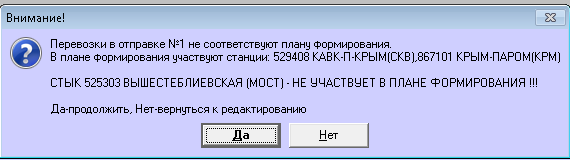 Внимание!
Перевозки в отправке №1 не соответствуют плану формирования.
В плане формирования участвуют станции: 529408 КАВК-П-КРЫМ(СКВ),867101 КРЫМ-ПАРОМ(КРМ)
СТЫК 525303 ВЫШЕСТЕБЛИЕВСКАЯ (МОСТ) - НЕ УЧАСТВУЕТ В ПЛАНЕ ФОРМИРОВАНИЯ !!!
Да-продолжить, Нет-вернуться к редактированию
Да
Нет